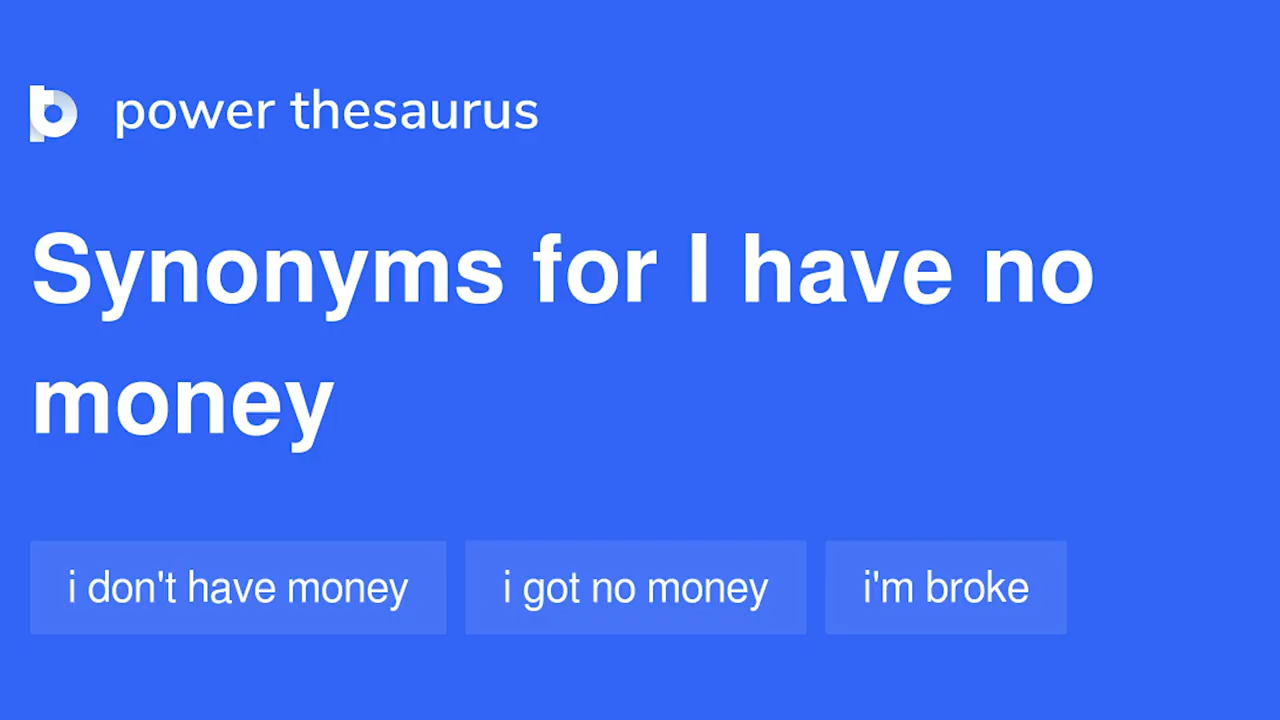 power thesaurus
Synonyms for I have no
money
i don't have money i got no money i'm broke